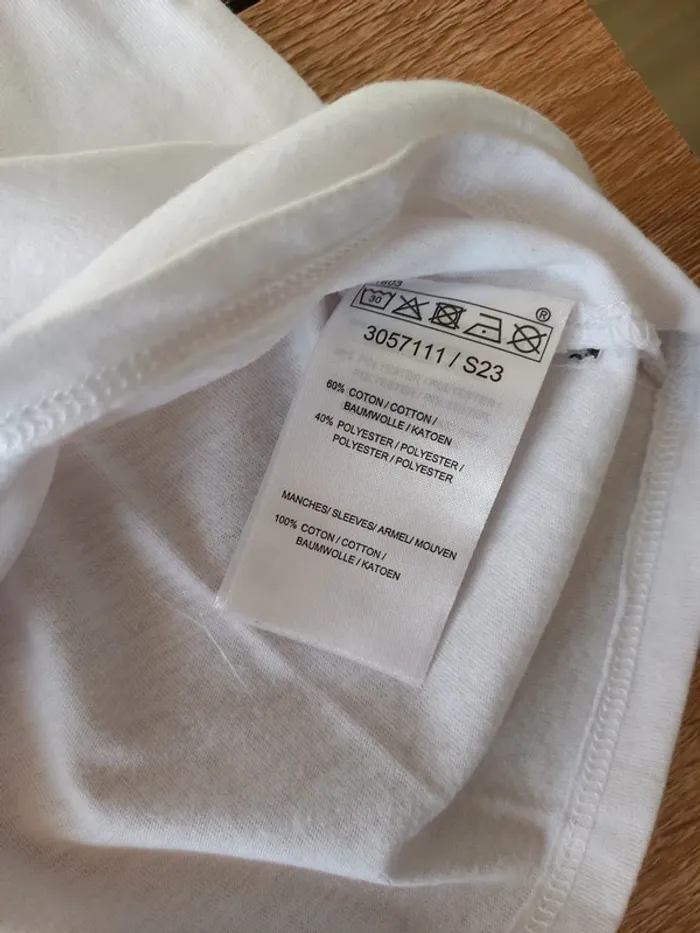 30
®
3057111 / S23
60% COTON / COTTON /
BAUMWOLLE / KATOEN
40% POLYESTER / POLYESTER /
POLYESTER / POLYESTER
MANCHES/ SLEEVES/ ARMEL/ MOUVEN
100% COTON / COTTON /
BAUMWOLLE / KATOEN